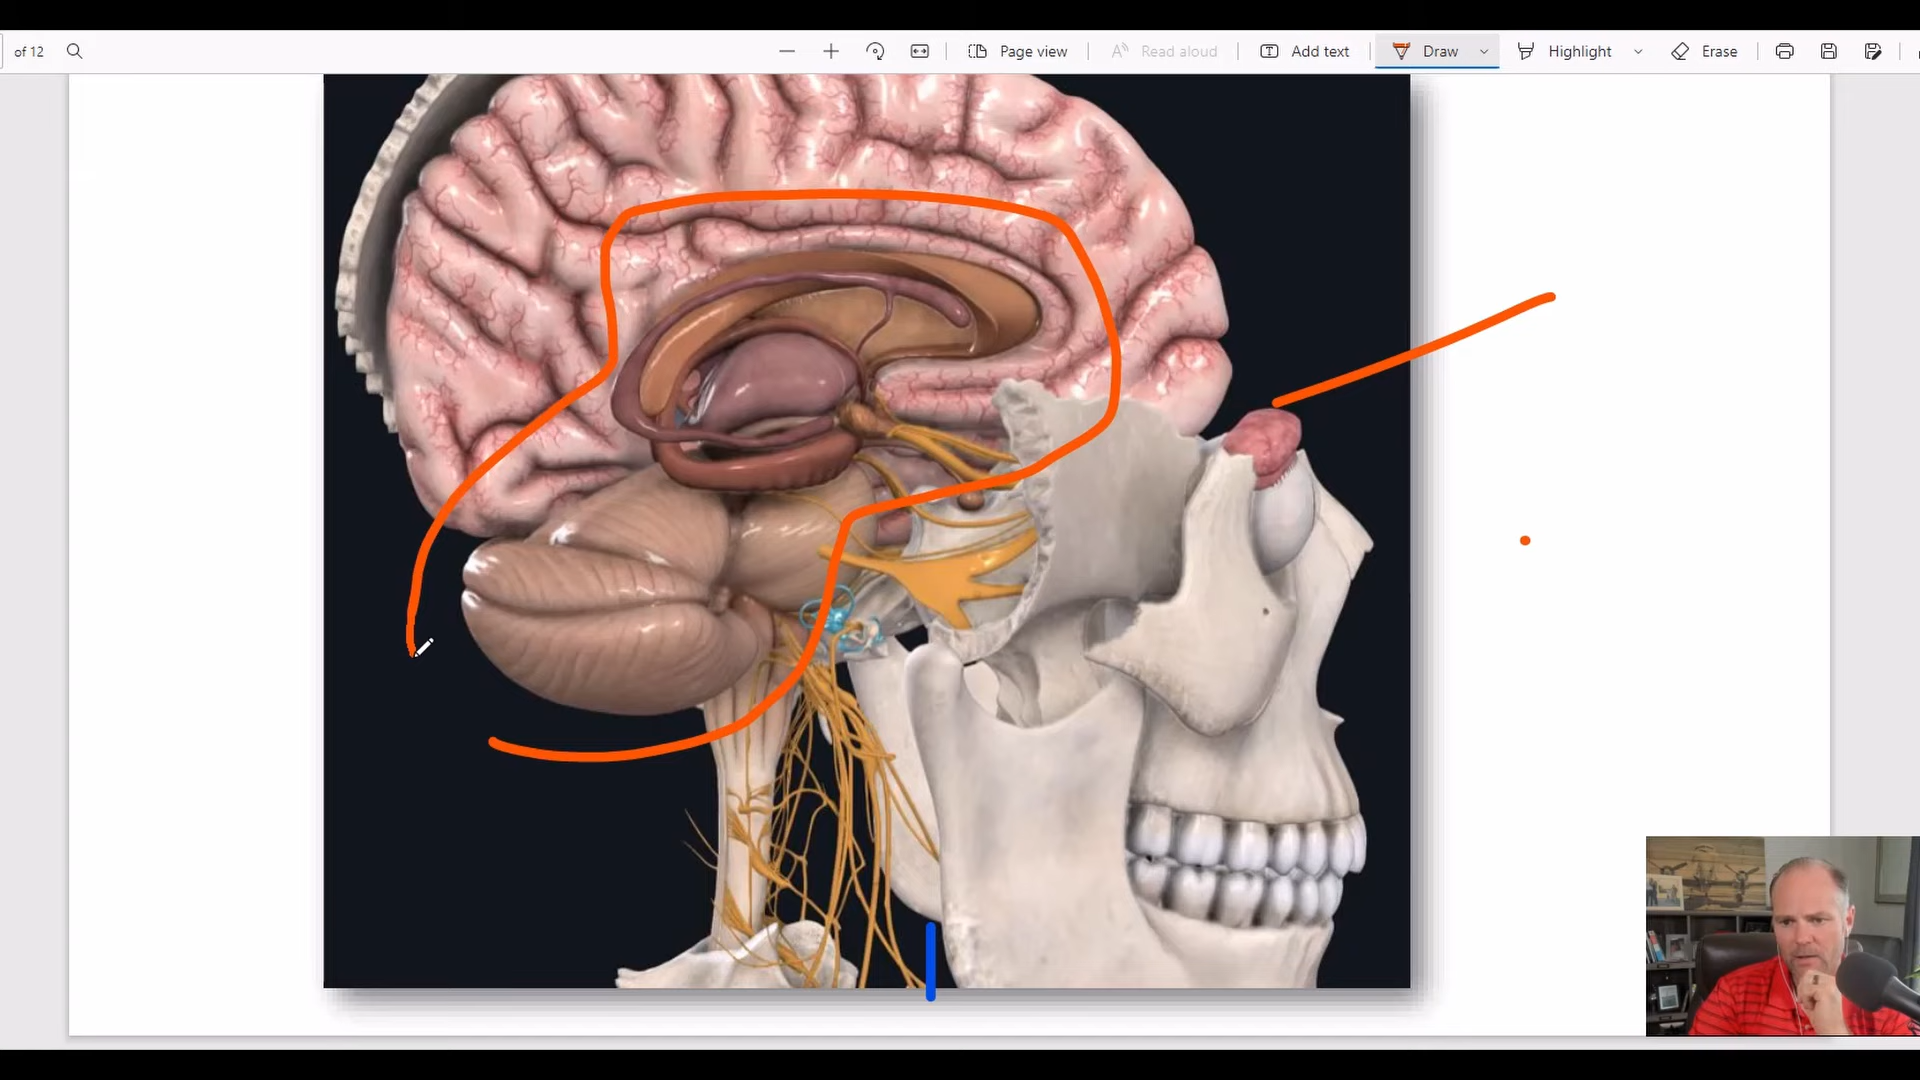 of 12
Page view
Read aloud
Add text
Draw
Highlight
Erase